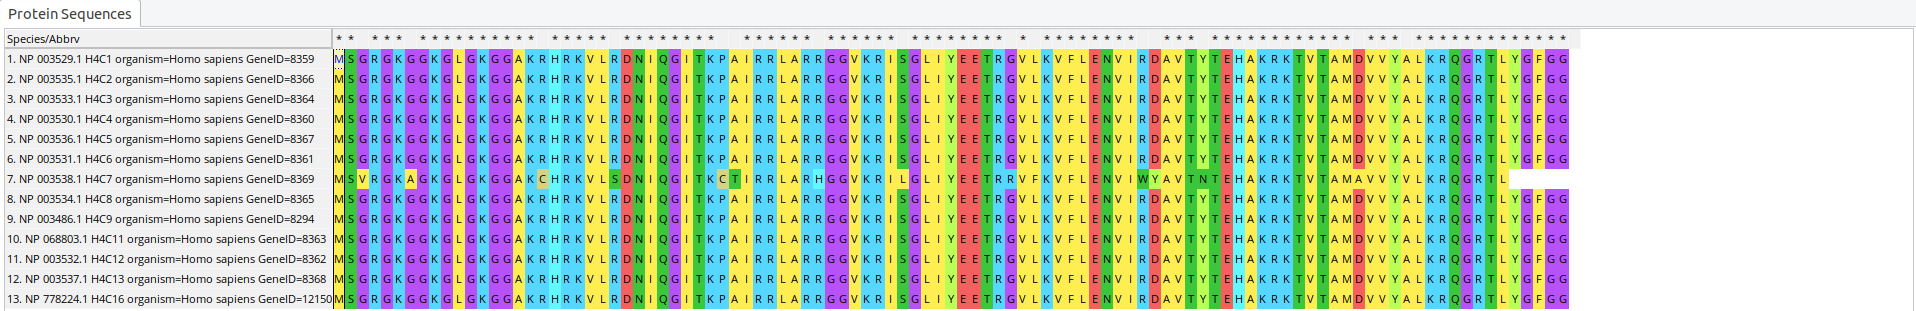 Protein Sequences
Species/Abbrv * *   * * *   * * * * * * * * * *   * * * * *   * * * * * * * *     * * * * * *   * * * * * *   * * * * * * * *   *   * * * * * * * *     * * *   * * * * * * * * * * * *   * * *   * * * * * * * * * * * * *
1. NP 003529.1 H4C1 organism=Homo sapiens GeneID=8359 MSGRGKGGKGLGKGGAKRHRKVLRDNIQGITKPAIRRLARRGGVKRISGLIYEETRGVLKVFLENVIRDAVTYTEHAKRKTVTAMDVVYALKRQGRTLYGFGG
2. NP 003535.1 H4C2 organism=Homo sapiens GeneID=8366 MSGRGKGGKGLGKGGAKRHRKVLRDNIQGITKPAIRRLARRGGVKRISGLIYEETRGVLKVFLENVIRDAVTYTEHAKRKTVTAMDVVYALKRQGRTLYGFGG
3. NP 003533.1 H4C3 organism=Homo sapiens GeneID=8364 MSGRGKGGKGLGKGGAKRHRKVLRDNIQGITKPAIRRLARRGGVKRISGLIYEETRGVLKVFLENVIRDAVTYTEHAKRKTVTAMDVVYALKRQGRTLYGFGG
4. NP 003530.1 H4C4 organism=Homo sapiens GeneID=8360 MSGRGKGGKGLGKGGAKRHRKVLRDNIQGITKPAIRRLARRGGVKRISGLIYEETRGVLKVFLENVIRDAVTYTEHAKRKTVTAMDVVYALKRQGRTLYGFGG
5. NP 003536.1 H4C5 organism=Homo sapiens GeneID=8367 MSGRGKGGKGLGKGGAKRHRKVLRDNIQGITKPAIRRLARRGGVKRISGLIYEETRGVLKVFLENVIRDAVTYTEHAKRKTVTAMDVVYALKRQGRTLYGFGG
6. NP 003531.1 H4C6 organism=Homo sapiens GeneID=8361 MSGRGKGGKGLGKGGAKRHRKVLRDNIQGITKPAIRRLARRGGVKRISGLIYEETRGVLKVFLENVIRDAVTYTEHAKRKTVTAMDVVYALKRQGRTLYGFGG
7. NP 003538.1 H4C7 organism=Homo sapiens GeneID=8369 MSVRGKAGKGLGKGGAKCHRKVLSDNIQGITKCTIRRLARHGGVKRILGLIYEETRRVFKVFLENVIWYAVTNTEHAKRKTVTAMAVVYVLKRQGRTL
8. NP 003534.1 H4C8 organism=Homo sapiens GeneID=8365 MSGRGKGGKGLGKGGAKRHRKVLRDNIQGITKPAIRRLARRGGVKRISGLIYEETRGVLKVFLENVIRDAVTYTEHAKRKTVTAMDVVYALKRQGRTLYGFGG
9. NP 003486.1 H4C9 organism=Homo sapiens GeneID=8294 MSGRGKGGKGLGKGGAKRHRKVLRDNIQGITKPAIRRLARRGGVKRISGLIYEETRGVLKVFLENVIRDAVTYTEHAKRKTVTAMDVVYALKRQGRTLYGFGG
10. NP 068803.1 H4C11 organism=Homo sapiens GeneID=8363 MSGRGKGGKGLGKGGAKRHRKVLRDNIQGITKPAIRRLARRGGVKRISGLIYEETRGVLKVFLENVIRDAVTYTEHAKRKTVTAMDVVYALKRQGRTLYGFGG
11. NP 003532.1 H4C12 organism=Homo sapiens GeneID=8362 MSGRGKGGKGLGKGGAKRHRKVLRDNIQGITKPAIRRLARRGGVKRISGLIYEETRGVLKVFLENVIRDAVTYTEHAKRKTVTAMDVVYALKRQGRTLYGFGG
12. NP 003537.1 H4C13 organism=Homo sapiens GeneID=8368 MSGRGKGGKGLGKGGAKRHRKVLRDNIQGITKPAIRRLARRGGVKRISGLIYEETRGVLKVFLENVIRDAVTYTEHAKRKTVTAMDVVYALKRQGRTLYGFGG
13. NP 778224.1 H4C16 organism=Homo sapiens GeneID=12150 MSGRGKGGKGLGKGGAKRHRKVLRDNIQGITKPAIRRLARRGGVKRISGLIYEETRGVLKVFLENVIRDAVTYTEHAKRKTVTAMDVVYALKRQGRTLYGFGG